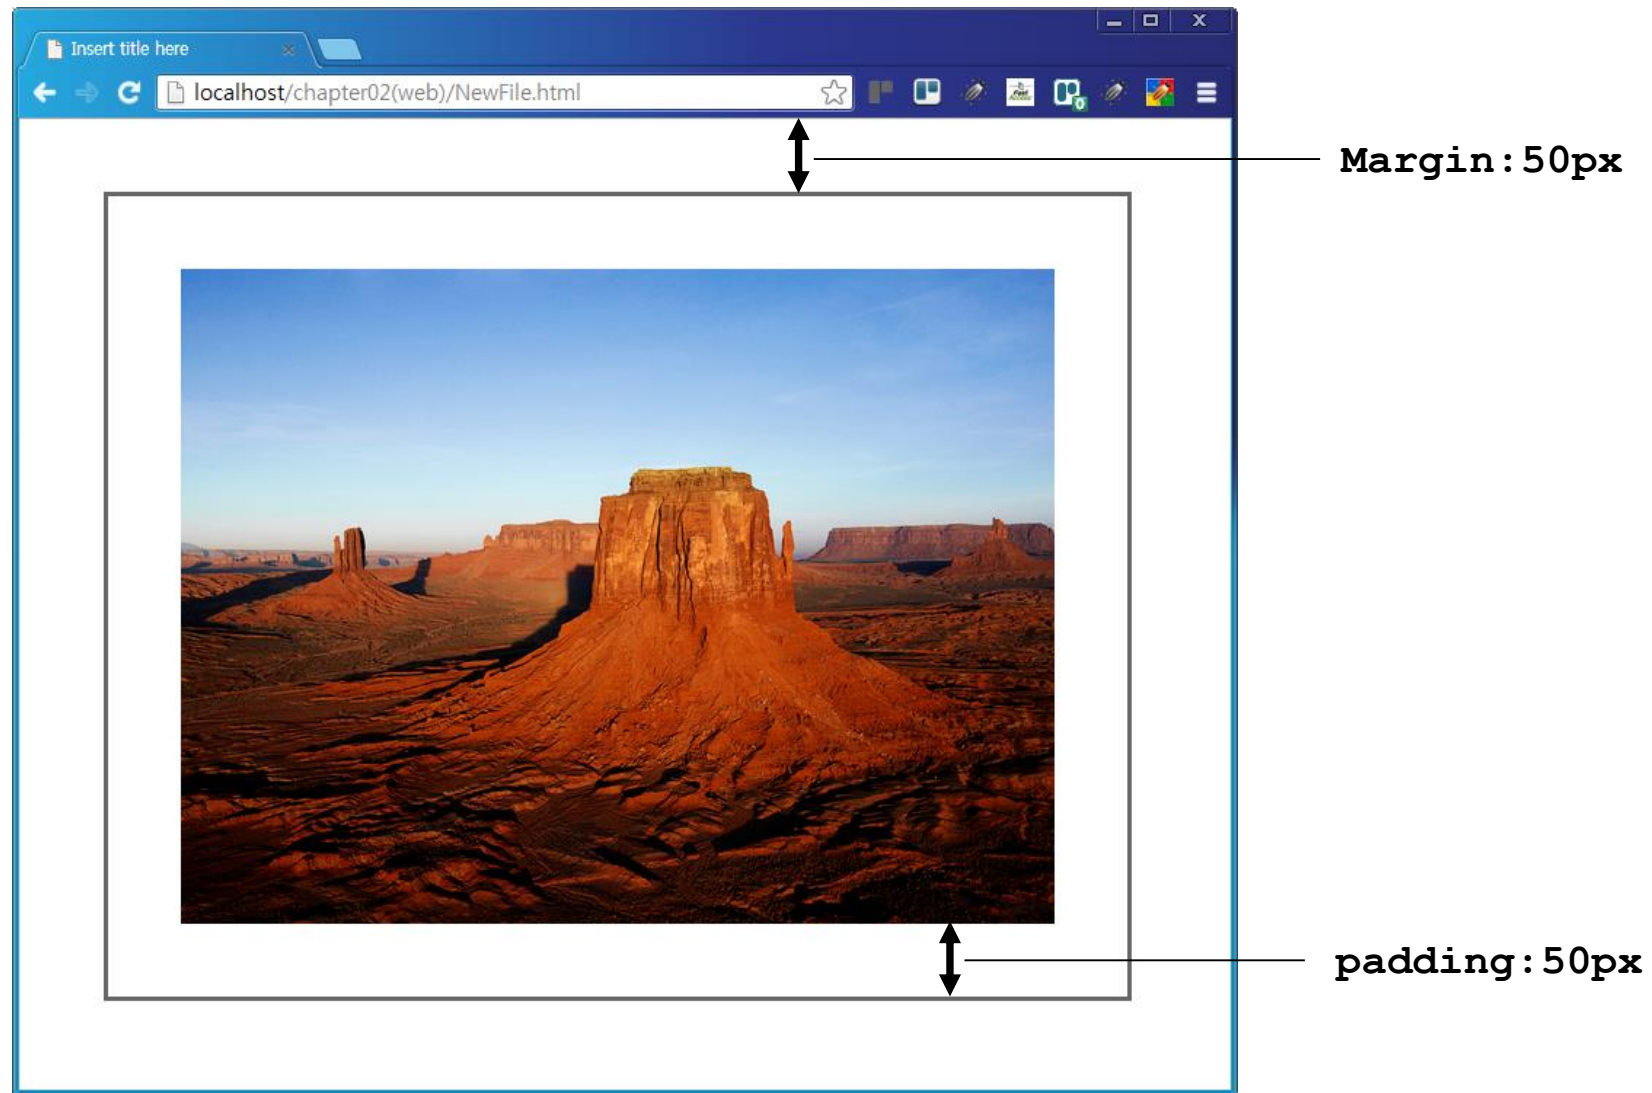 Insert title here
localhost/chapter02(web)/NewFile.html
Margin:50px
padding:50px